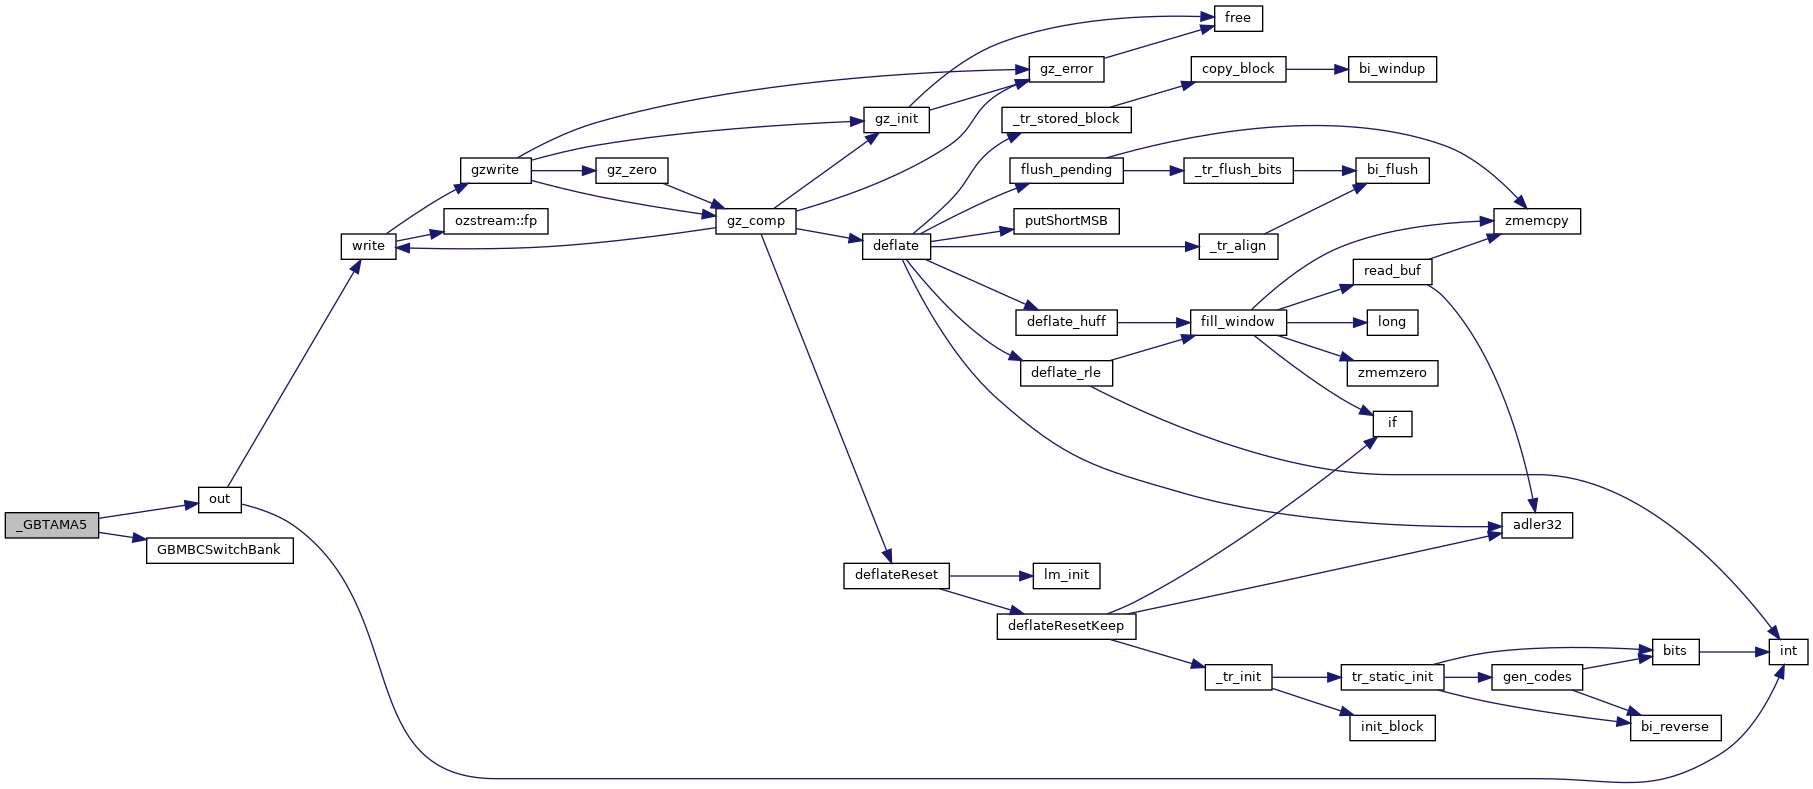 _GBTAMA5
out
GBMBCSwitchBank
write
gzwrite
ozstream::fp
gz_zero
gz_comp
gz_init
gz_error
free
deflate
_tr_stored_block
copy_block
bi_windup
flush_pending
_tr_flush_bits
bi_flush
putShortMSB
_tr_align
zmemcpy
read_buf
deflate_huff
fill_window
long
deflate_rle
zmemzero
if
adler32
deflateReset
lm_init
deflateResetKeep
_tr_init
tr_static_init
gen_codes
bits
int
init_block
bi_reverse